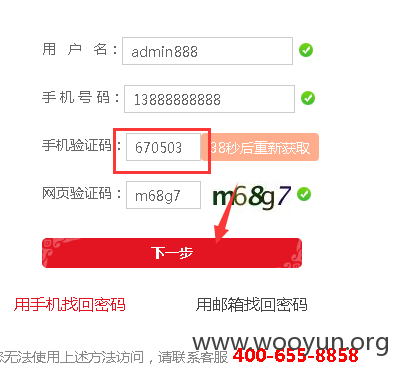 用 户 名： admin888
手 机 号 码： 13888888888
手机验证码： 670503 38秒后重新获取
网页验证码： m68g7 m68g7
下一步
用手机找回密码 用邮箱找回密码
www.wooyun.org
您无法使用上述方法访问，请联系客服 400-655-8858